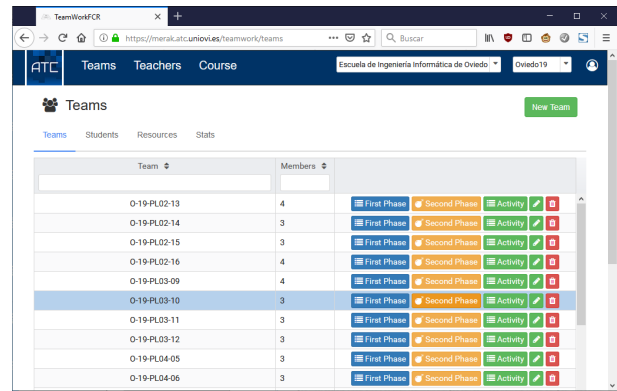 TeamWorkFCR
https://merak.atc.uniovi.es/teamwork/teams
Buscar
ATC
Teams Teachers Course
Escuela de Ingeniería Informática de Oviedo
Oviedo19
Teams
New Team
Teams Students Resources Stats
Team Members
O-19-PL02-13 4 First Phase Second Phase Activity
O-19-PL02-14 3 First Phase Second Phase Activity
O-19-PL02-15 3 First Phase Second Phase Activity
O-19-PL02-16 4 First Phase Second Phase Activity
O-19-PL03-09 4 First Phase Second Phase Activity
O-19-PL03-10 3 First Phase Second Phase Activity
O-19-PL03-11 3 First Phase Second Phase Activity
O-19-PL03-12 3 First Phase Second Phase Activity
O-19-PL04-05 3 First Phase Second Phase Activity
O-19-PL04-06 3 First Phase Second Phase Activity